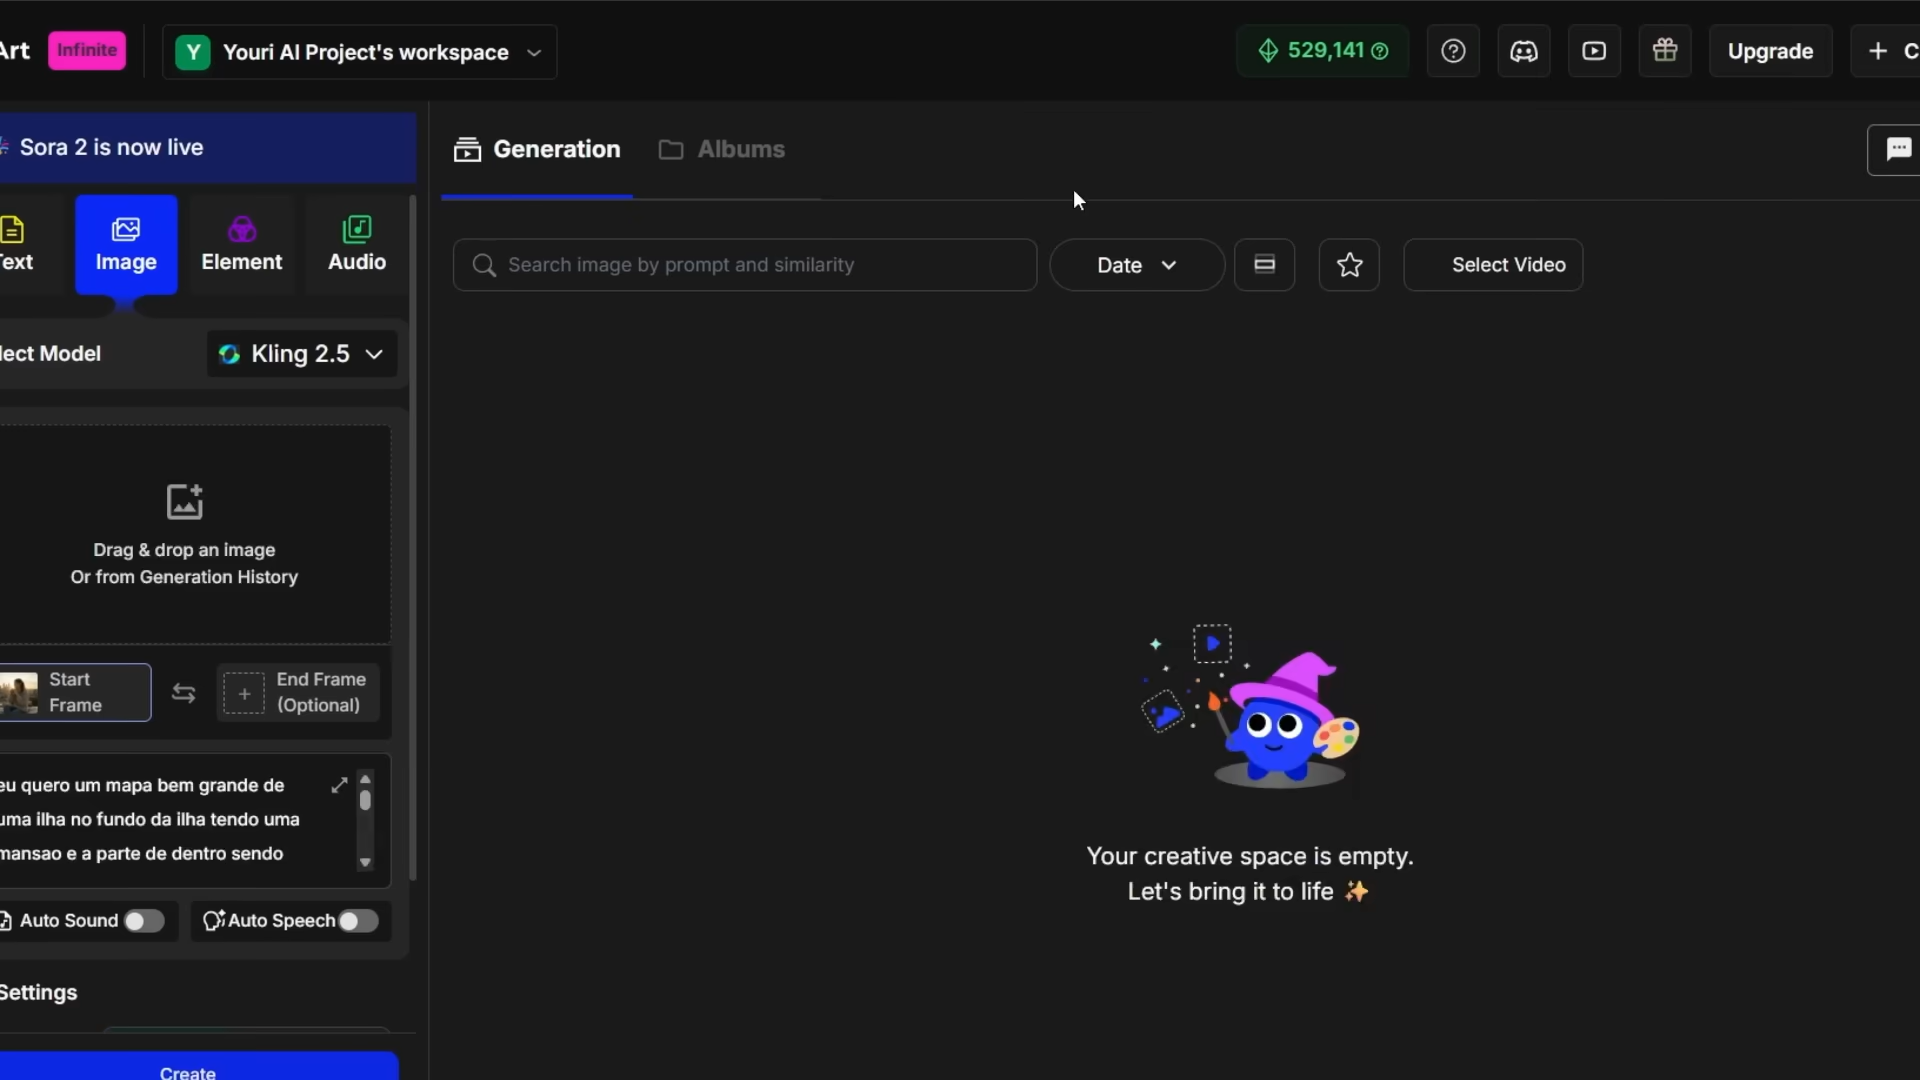 Art Infinite Y Youri AI Project's workspace 529,141 Upgrade + C
Sora 2 is now live
Generation Albums
Text Image Element Audio
Search image by prompt and similarity Date Select Video
lect Model Kling 2.5
Drag & drop an image
Or from Generation History
Start
Frame
End Frame
(Optional)
eu quero um mapa bem grande de
uma ilha no fundo da ilha tendo uma
mansao e a parte de dentro sendo
Auto Sound Auto Speech
Your creative space is empty.
Let's bring it to life ✨
Settings
Create